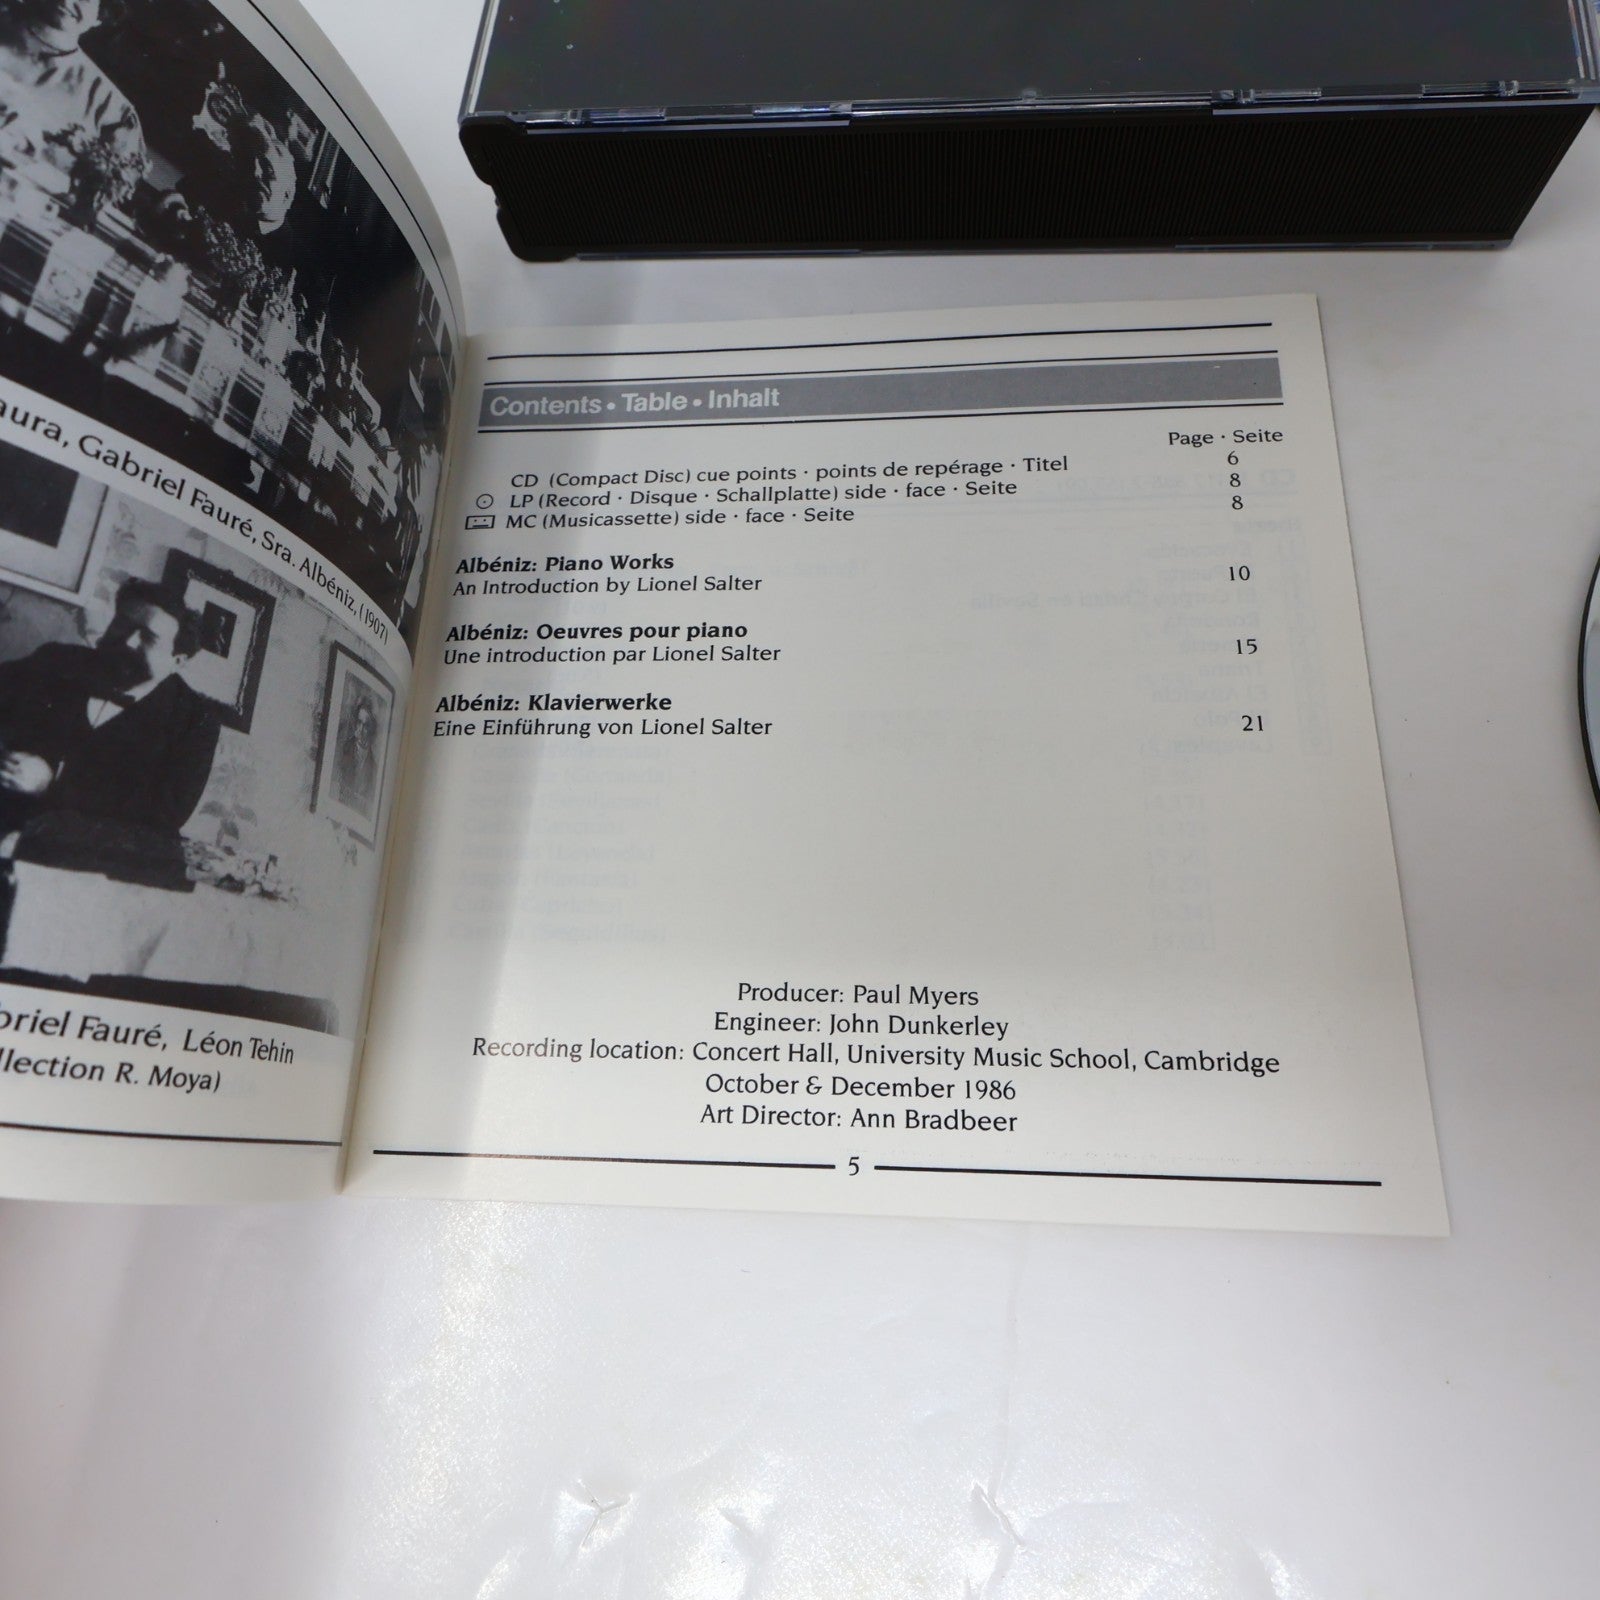 aura, Gabriel Fauré, Sra. Albéniz, (1907)
briel Fauré, Léon Tehin
llection R. Moya)
Contents • Table • Inhalt
Page · Seite
CD (Compact Disc) cue points · points de repérage · Titel 6
LP (Record · Disque · Schallplatte) side · face · Seite 8
MC (Musicassette) side · face · Seite 8
Albéniz: Piano Works
An Introduction by Lionel Salter 10
Albéniz: Oeuvres pour piano
Une introduction par Lionel Salter 15
Albéniz: Klavierwerke
Eine Einführung von Lionel Salter 21
Producer: Paul Myers
Engineer: John Dunkerley
Recording location: Concert Hall, University Music School, Cambridge
October & December 1986
Art Director: Ann Bradbeer
5